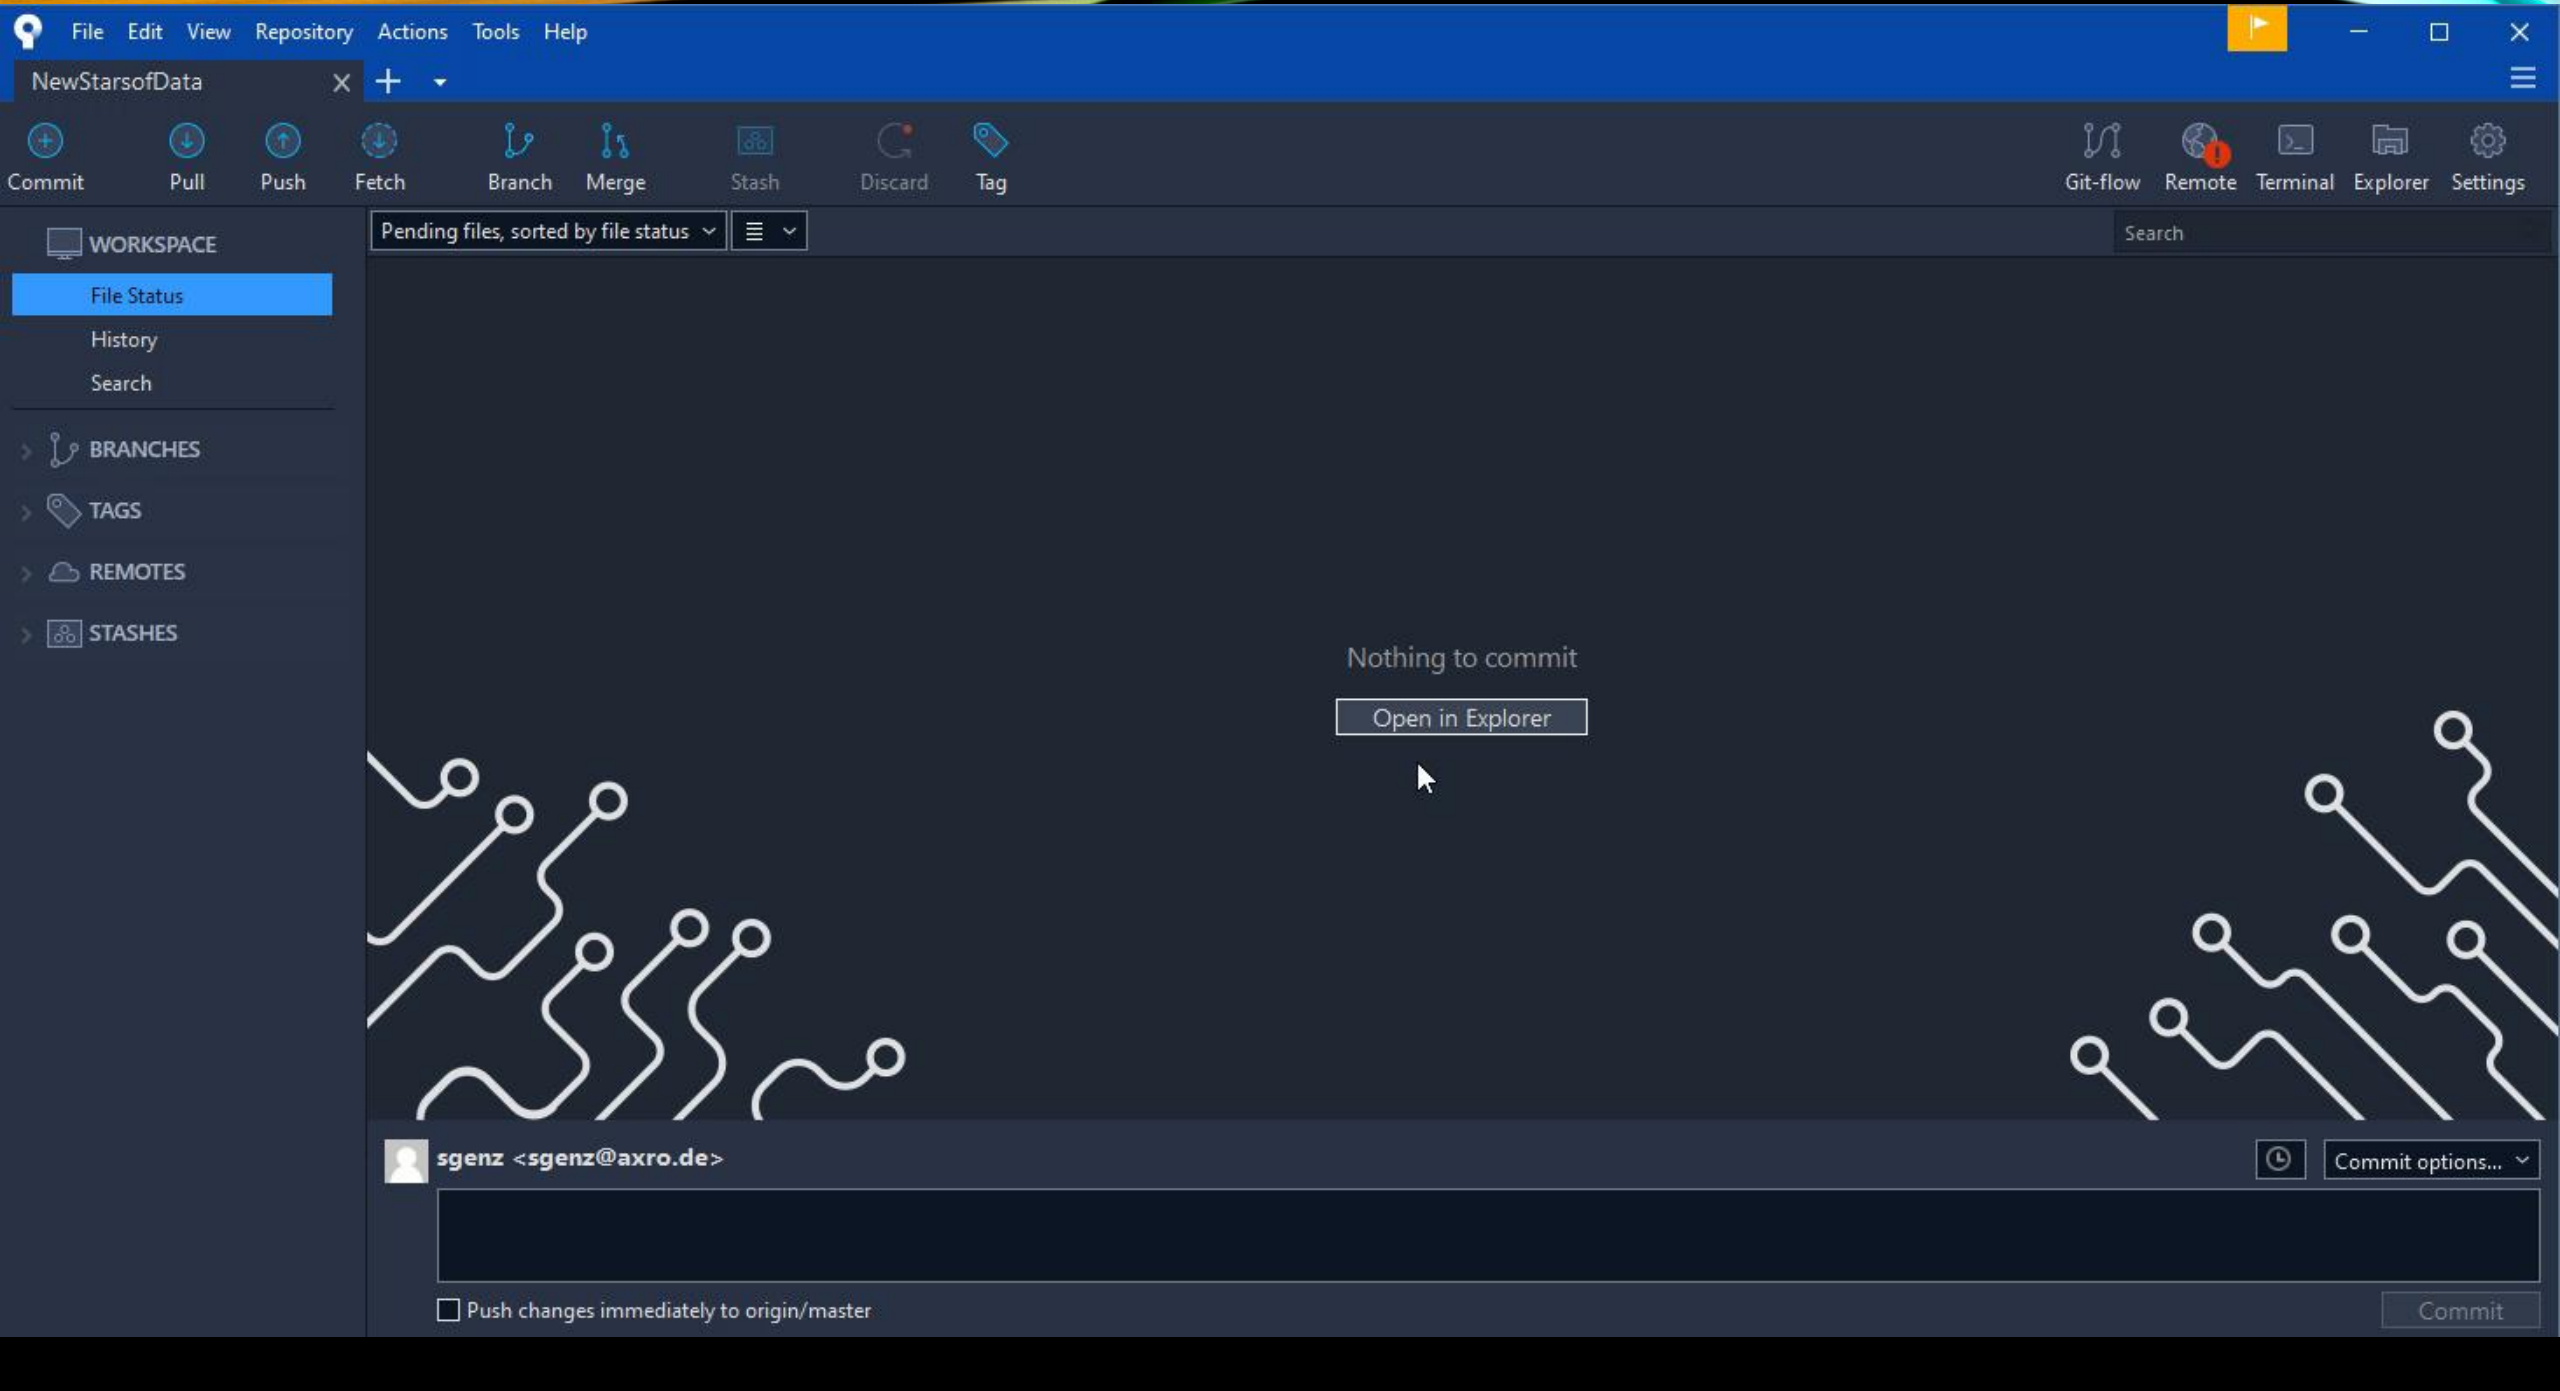 File Edit View Repository Actions Tools Help
NewStarsofData
Commit Pull Push Fetch Branch Merge Stash Discard Tag Git-flow Remote Terminal Explorer Settings
Pending files, sorted by file status
Search
WORKSPACE
File Status
History
Search
BRANCHES
TAGS
REMOTES
STASHES
Nothing to commit
Open in Explorer
sgenz <sgenz@axro.de>
Commit options...
Push changes immediately to origin/master
Commit